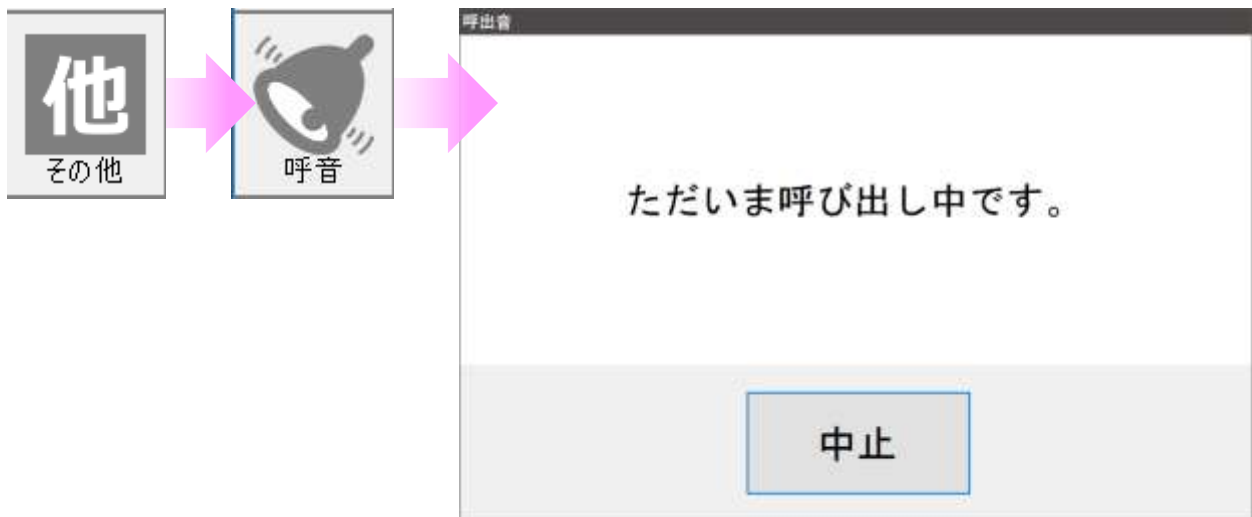 他
その他
呼音
呼出音
ただいま呼び出し中です。
中止